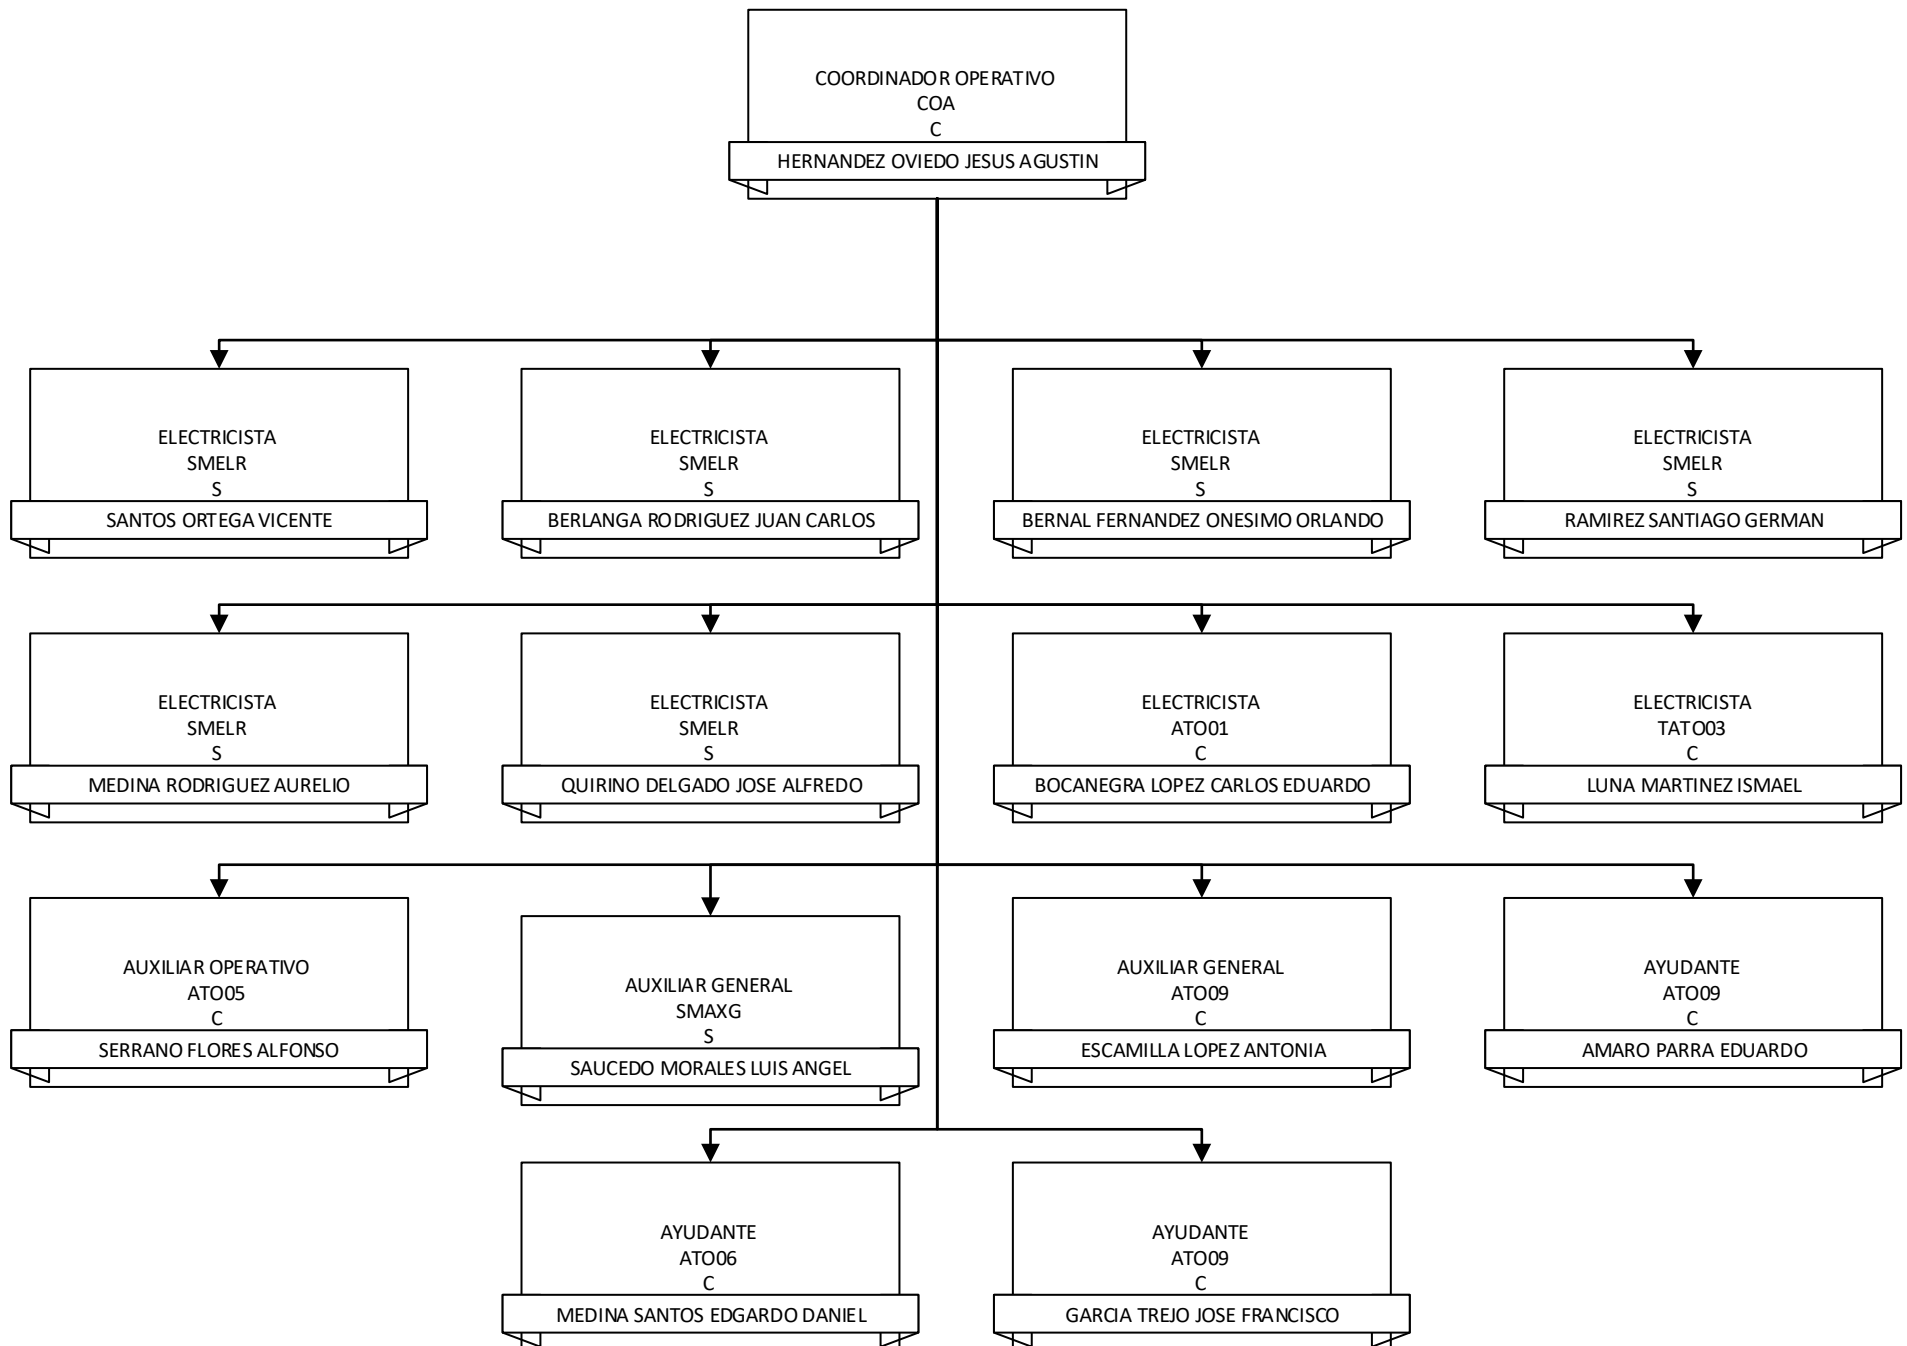 COORDINADOR OPERATIVO
COA
C
HERNANDEZ OVIEDO JESUS AGUSTIN
ELECTRICISTA
SMELR
S
SANTOS ORTEGA VICENTE
ELECTRICISTA
SMELR
S
BERLANGA RODRIGUEZ JUAN CARLOS
ELECTRICISTA
SMELR
S
BERNAL FERNANDEZ ONESIMO ORLANDO
ELECTRICISTA
SMELR
S
RAMIREZ SANTIAGO GERMAN
ELECTRICISTA
SMELR
S
MEDINA RODRIGUEZ AURELIO
ELECTRICISTA
SMELR
S
QUIRINO DELGADO JOSE ALFREDO
ELECTRICISTA
ATO01
C
BOCANEGRA LOPEZ CARLOS EDUARDO
ELECTRICISTA
TATO03
C
LUNA MARTINEZ ISMAEL
AUXILIAR OPERATIVO
ATO05
C
SERRANO FLORES ALFONSO
AUXILIAR GENERAL
SMAXG
S
SAUCEDO MORALES LUIS ANGEL
AUXILIAR GENERAL
ATO09
C
ESCAMILLA LOPEZ ANTONIA
AYUDANTE
ATO09
C
AMARO PARRA EDUARDO
AYUDANTE
ATO06
C
MEDINA SANTOS EDGARDO DANIEL
AYUDANTE
ATO09
C
GARCIA TREJO JOSE FRANCISCO